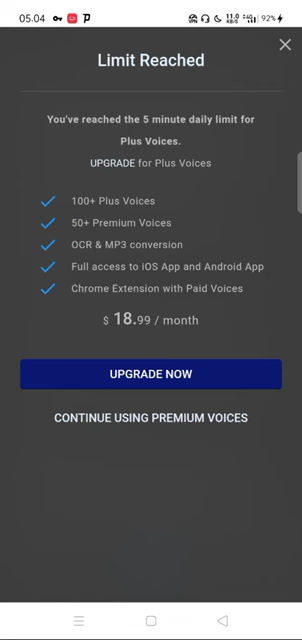 05.04 11.0 KB/S 4G 92%
Limit Reached
You've reached the 5 minute daily limit for
Plus Voices.
UPGRADE for Plus Voices
100+ Plus Voices
50+ Premium Voices
OCR & MP3 conversion
Full access to iOS App and Android App
Chrome Extension with Paid Voices
$ 18.99 / month
UPGRADE NOW
CONTINUE USING PREMIUM VOICES